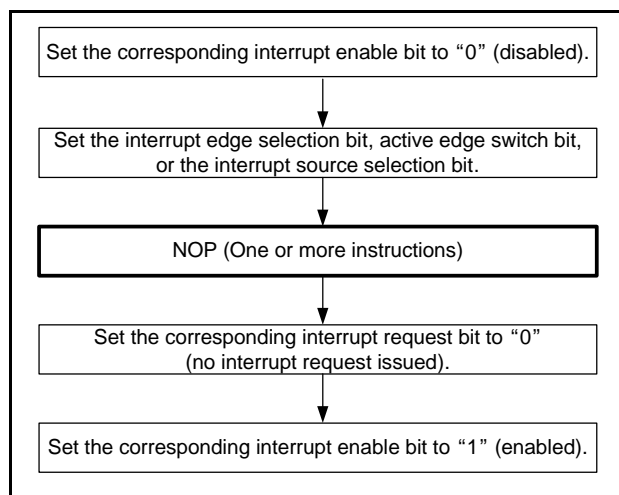 Set the corresponding interrupt enable bit to “0” (disabled).
Set the interrupt edge selection bit, active edge switch bit,
or the interrupt source selection bit.
NOP (One or more instructions)
Set the corresponding interrupt request bit to “0”
(no interrupt request issued).
Set the corresponding interrupt enable bit to “1” (enabled).